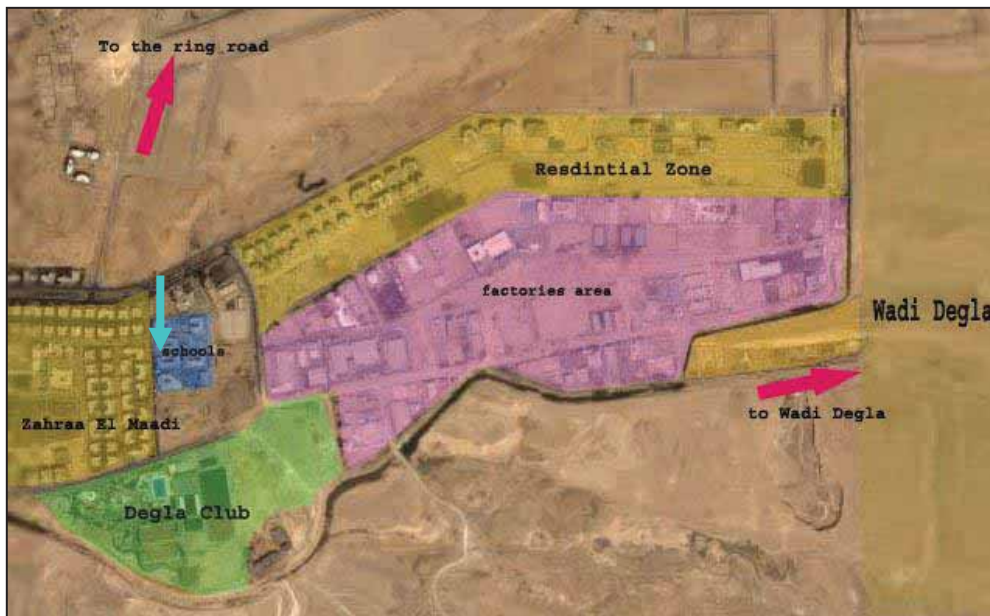 To the ring road
Resdintial Zone
factories area
Wadi Degla
schools
to Wadi Degla
Zahraa El Maadi
Degla Club